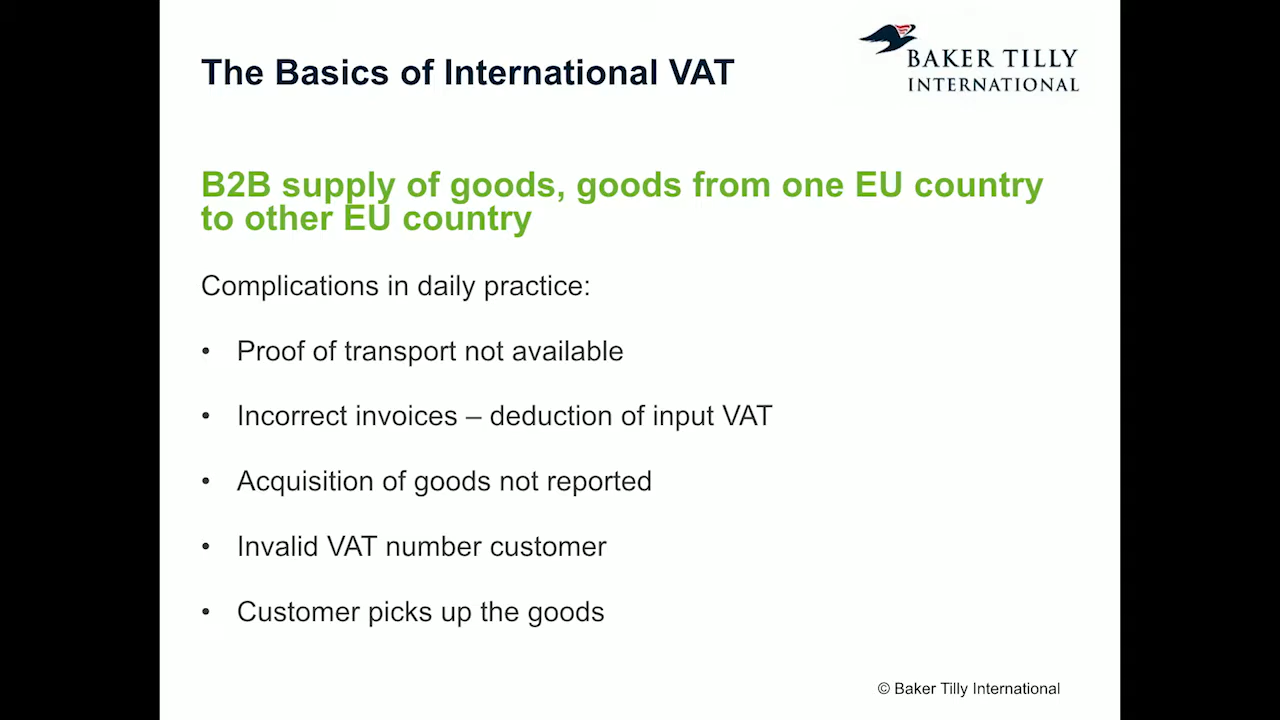 The Basics of International VAT
BAKER TILLY
INTERNATIONAL
B2B supply of goods, goods from one EU country
to other EU country
Complications in daily practice:
• Proof of transport not available
• Incorrect invoices – deduction of input VAT
• Acquisition of goods not reported
• Invalid VAT number customer
• Customer picks up the goods
© Baker Tilly International